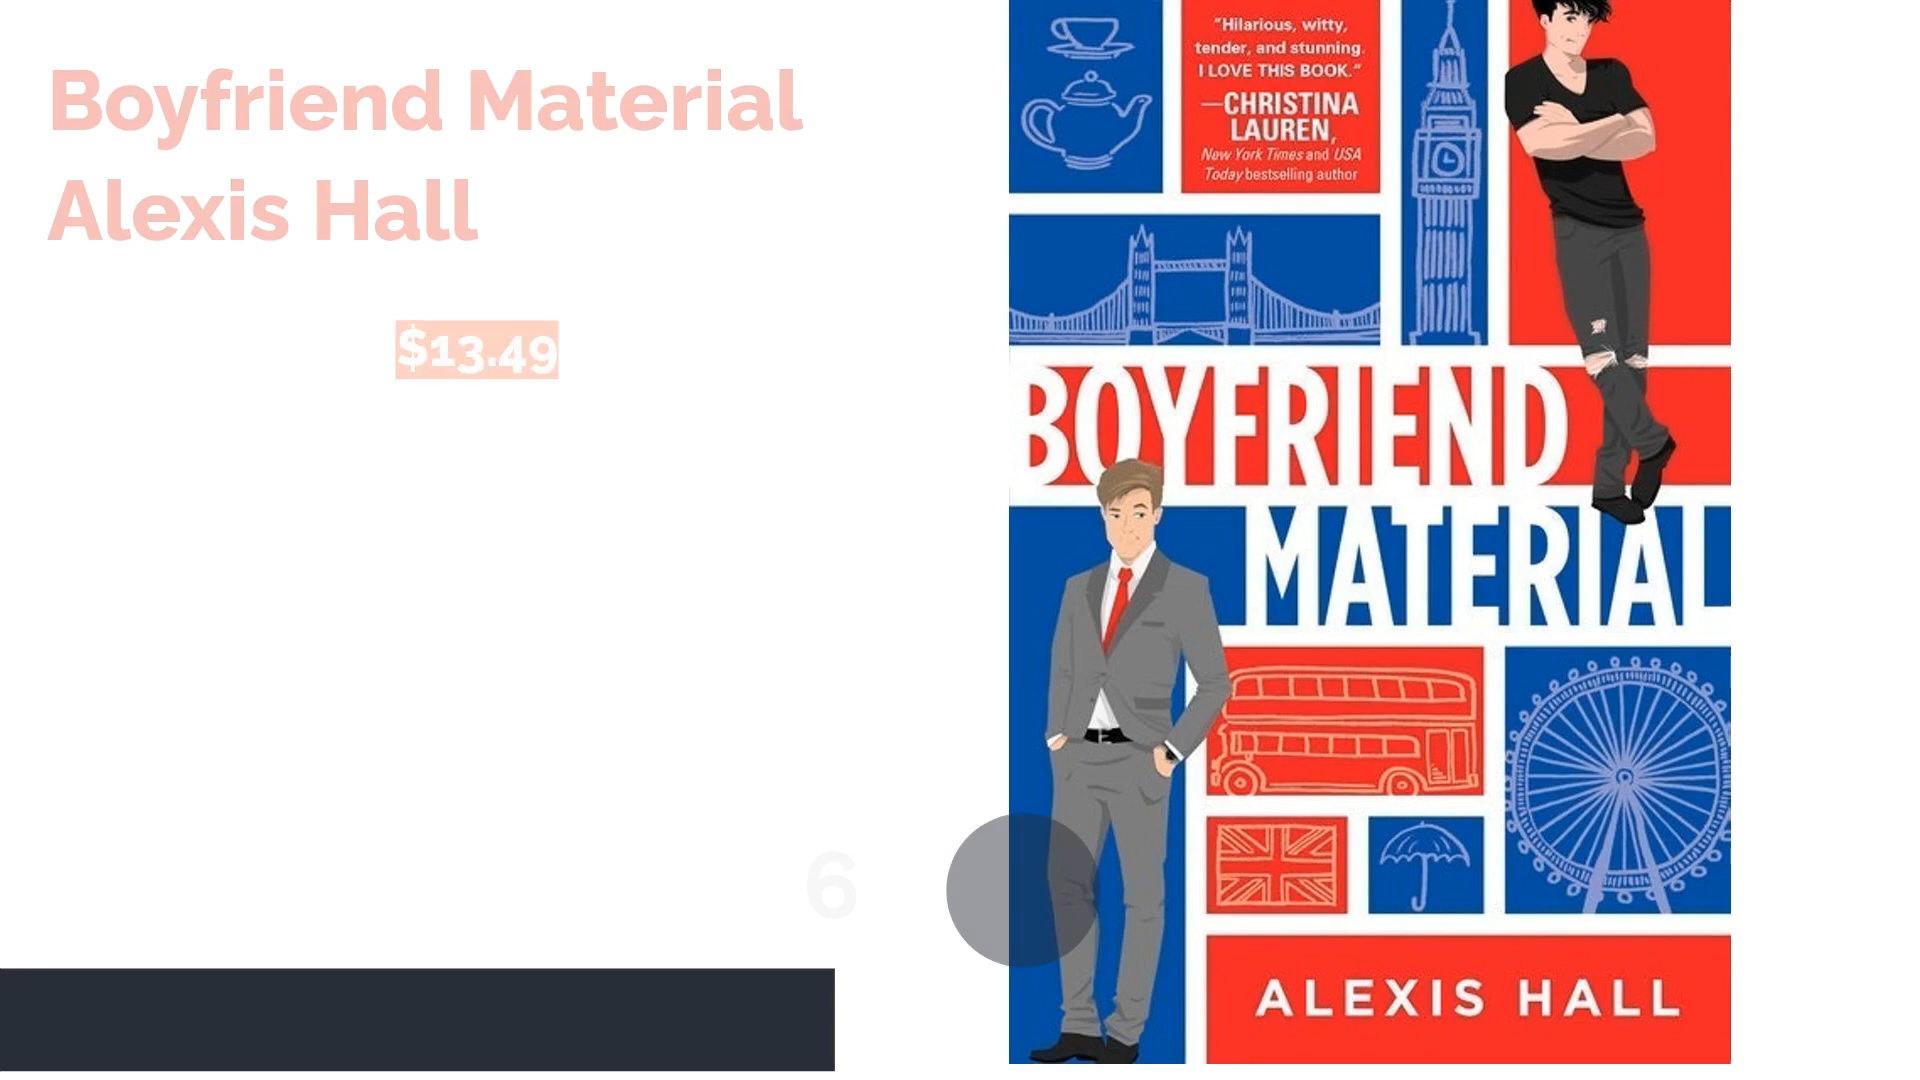 Boyfriend Material
Alexis Hall
$13.49
6
"Hilarious, witty,
tender, and stunning.
I LOVE THIS BOOK."
—CHRISTINA
LAUREN,
New York Times and USA
Today bestselling author
BOYFRIEND
MATERIAL
ALEXIS HALL